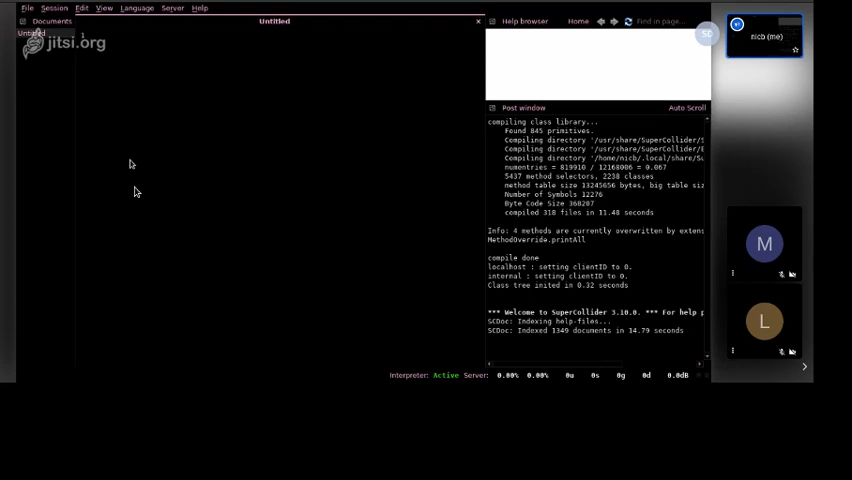 File Session Edit View Language Server Help
Documents
Untitled
Help browser Home Find in page...
Untitled
1
jitsi.org
SD
nicb (me)
Post window Auto Scroll
compiling class library...
Found 845 primitives.
Compiling directory '/usr/share/SuperCollider/
Compiling directory '/usr/share/SuperCollider/
Compiling directory '/home/nicb/.local/share/
numentries = 819910 / 12168006 = 0.067
5437 method selectors, 2238 classes
method table size 13245656 bytes, big table siz
Number of Symbols 12276
Byte Code Size 368207
compiled 318 files in 11.48 seconds
Info: 4 methods are currently overwritten by exten
MethodOverride.printAll
compile done
localhost : setting clientID to 0.
internal : setting clientID to 0.
Class tree inited in 0.32 seconds
*** Welcome to SuperCollider 3.10.0. *** For help p
SCDoc: Indexing help-files...
SCDoc: Indexed 1349 documents in 14.79 seconds
M
L
Interpreter: Active Server: 0.00% 0.00% 0u 0s 0g 0d 0.0dB